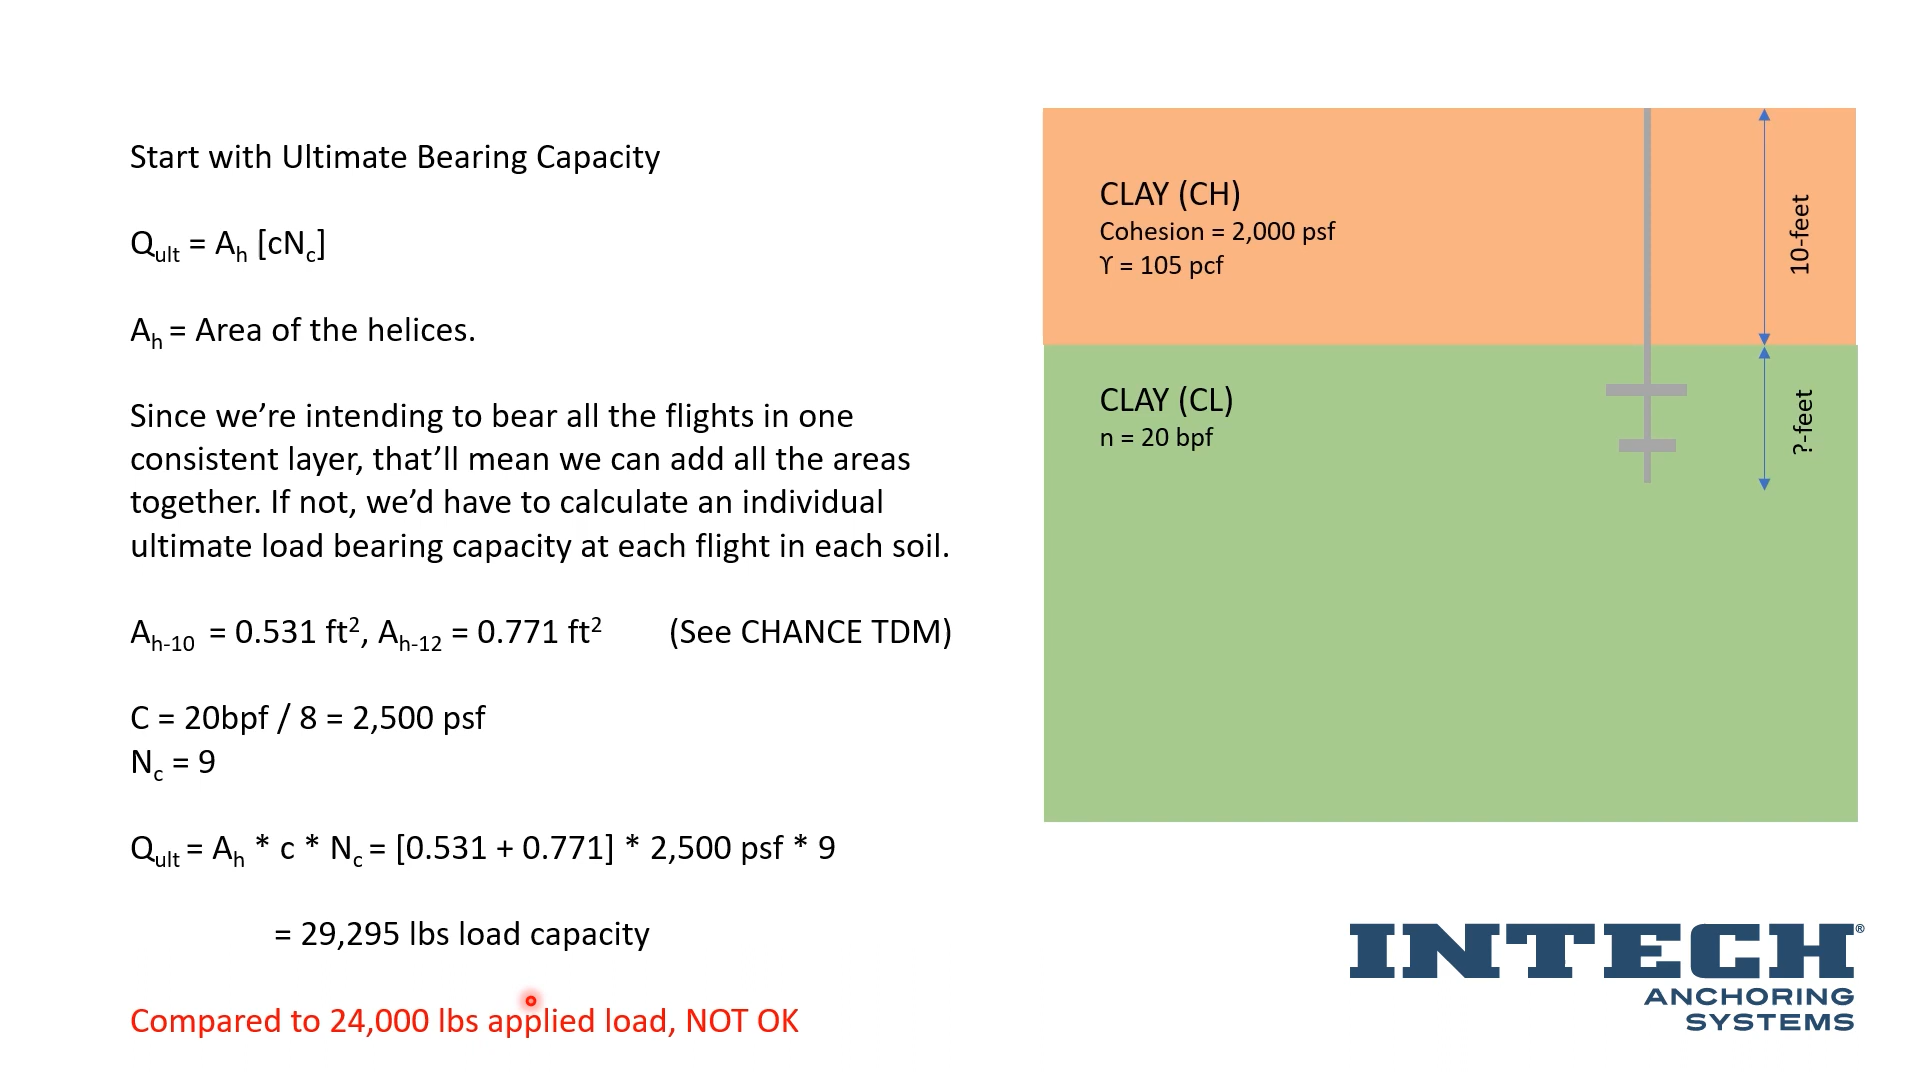 Start with Ultimate Bearing Capacity
Qult = Ah [cNc]
Ah = Area of the helices.
Since we’re intending to bear all the flights in one
consistent layer, that’ll mean we can add all the areas
together. If not, we’d have to calculate an individual
ultimate load bearing capacity at each flight in each soil.
Ah-10 = 0.531 ft², Ah-12 = 0.771 ft² (See CHANCE TDM)
C = 20bpf / 8 = 2,500 psf
Nc = 9
Qult = Ah * c * Nc = [0.531 + 0.771] * 2,500 psf * 9
= 29,295 lbs load capacity
Compared to 24,000 lbs applied load, NOT OK
CLAY (CH)
Cohesion = 2,000 psf
ϒ = 105 pcf
10-feet
CLAY (CL)
n = 20 bpf
?-feet
INTECH®
ANCHORING
SYSTEMS